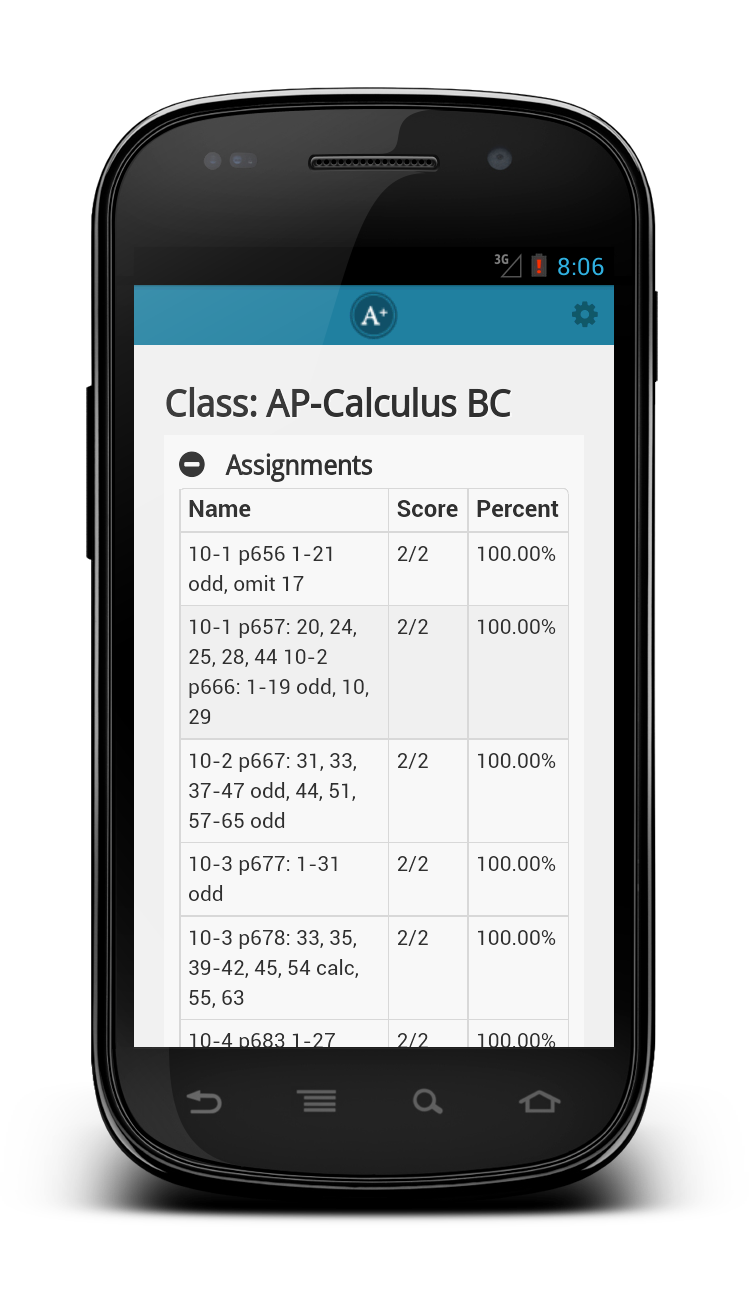 3G 8:06
A+
Class: AP-Calculus BC
Assignments
Name Score Percent
10-1 p656 1-21 2/2 100.00%
odd, omit 17
10-1 p657: 20, 24, 2/2 100.00%
25, 28, 44 10-2
p666: 1-19 odd, 10,
29
10-2 p667: 31, 33, 2/2 100.00%
37-47 odd, 44, 51,
57-65 odd
10-3 p677: 1-31 2/2 100.00%
odd
10-3 p678: 33, 35, 2/2 100.00%
39-42, 45, 54 calc,
55, 63
10-4 p683 1-27 2/2 100.00%